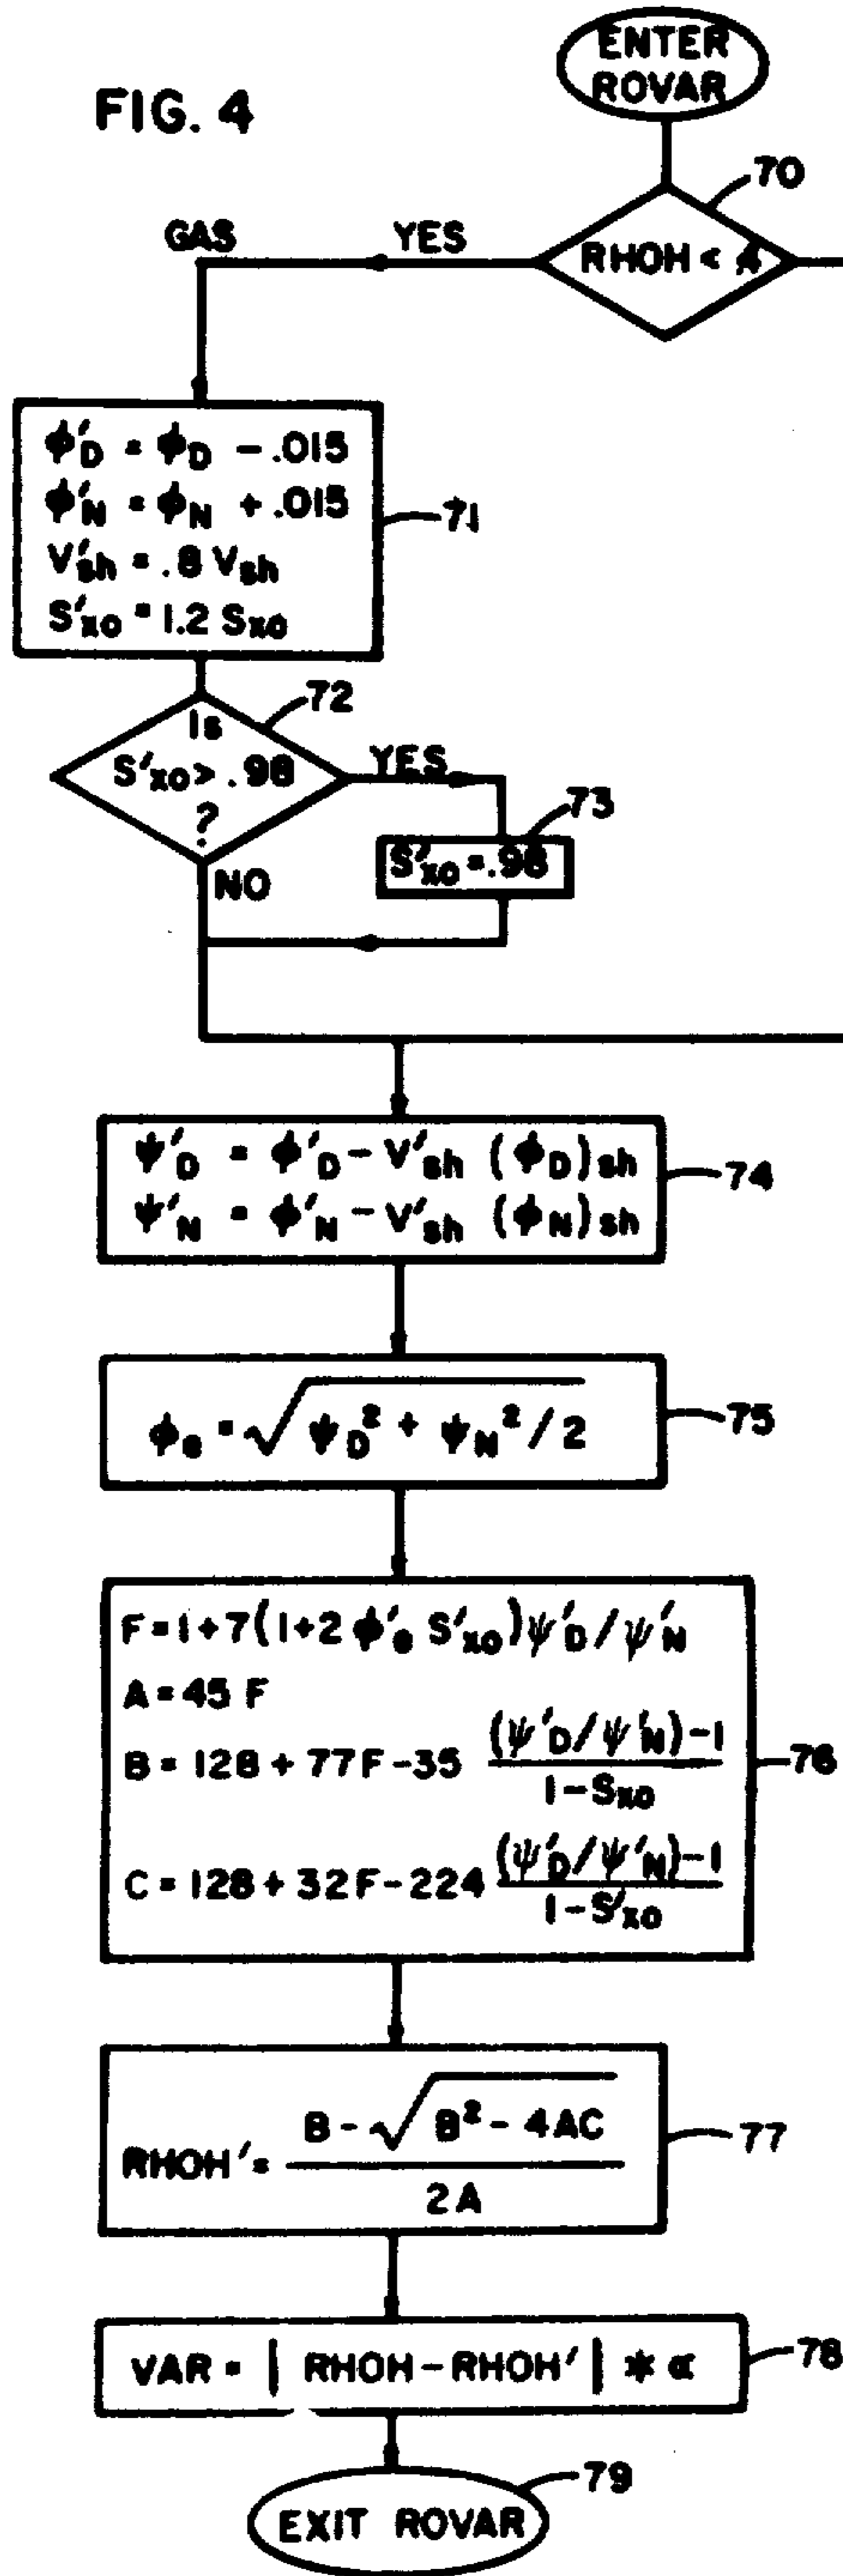 FIG. 4
ENTER
ROVAR
70
RHOH < .4
YES
GAS
ϕ'D = ϕD - .015
ϕ'N = ϕN + .015
V'sh = .8 Vsh
S'xo = 1.2 Sxo
71
72
Is
S'xo > .98
?
YES
73
S'xo = .98
NO
ψ'D = ϕ'D - V'sh (ϕD)sh
ψ'N = ϕ'N - V'sh (ϕN)sh
74
ϕe = √ψD² + ψN² / 2
75
F = 1 + 7(1 + 2 ϕ'e S'xo)ψ'D / ψ'N
A = 45 F
B = 128 + 77F - 35 (ψ'D / ψ'N) - 1
1 - Sxo
76
C = 128 + 32F - 224 (ψ'D / ψ'N) - 1
1 - S'xo
RHOH' = B - √B² - 4AC
2A
77
VAR = | RHOH - RHOH' | * α
78
79
EXIT ROVAR